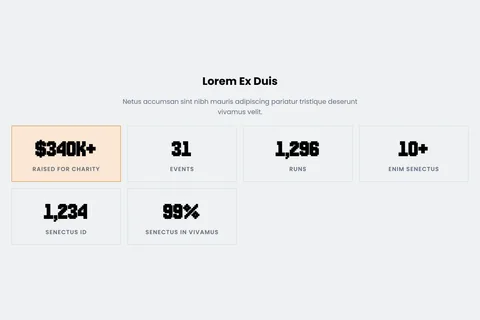 Lorem Ex Duis
Netus accumsan sint nibh mauris adipiscing pariatur tristique deserunt
vivamus velit.
$340K+
RAISED FOR CHARITY
31
EVENTS
1,296
RUNS
10+
ENIM SENECTUS
1,234
SENECTUS ID
99%
SENECTUS IN VIVAMUS